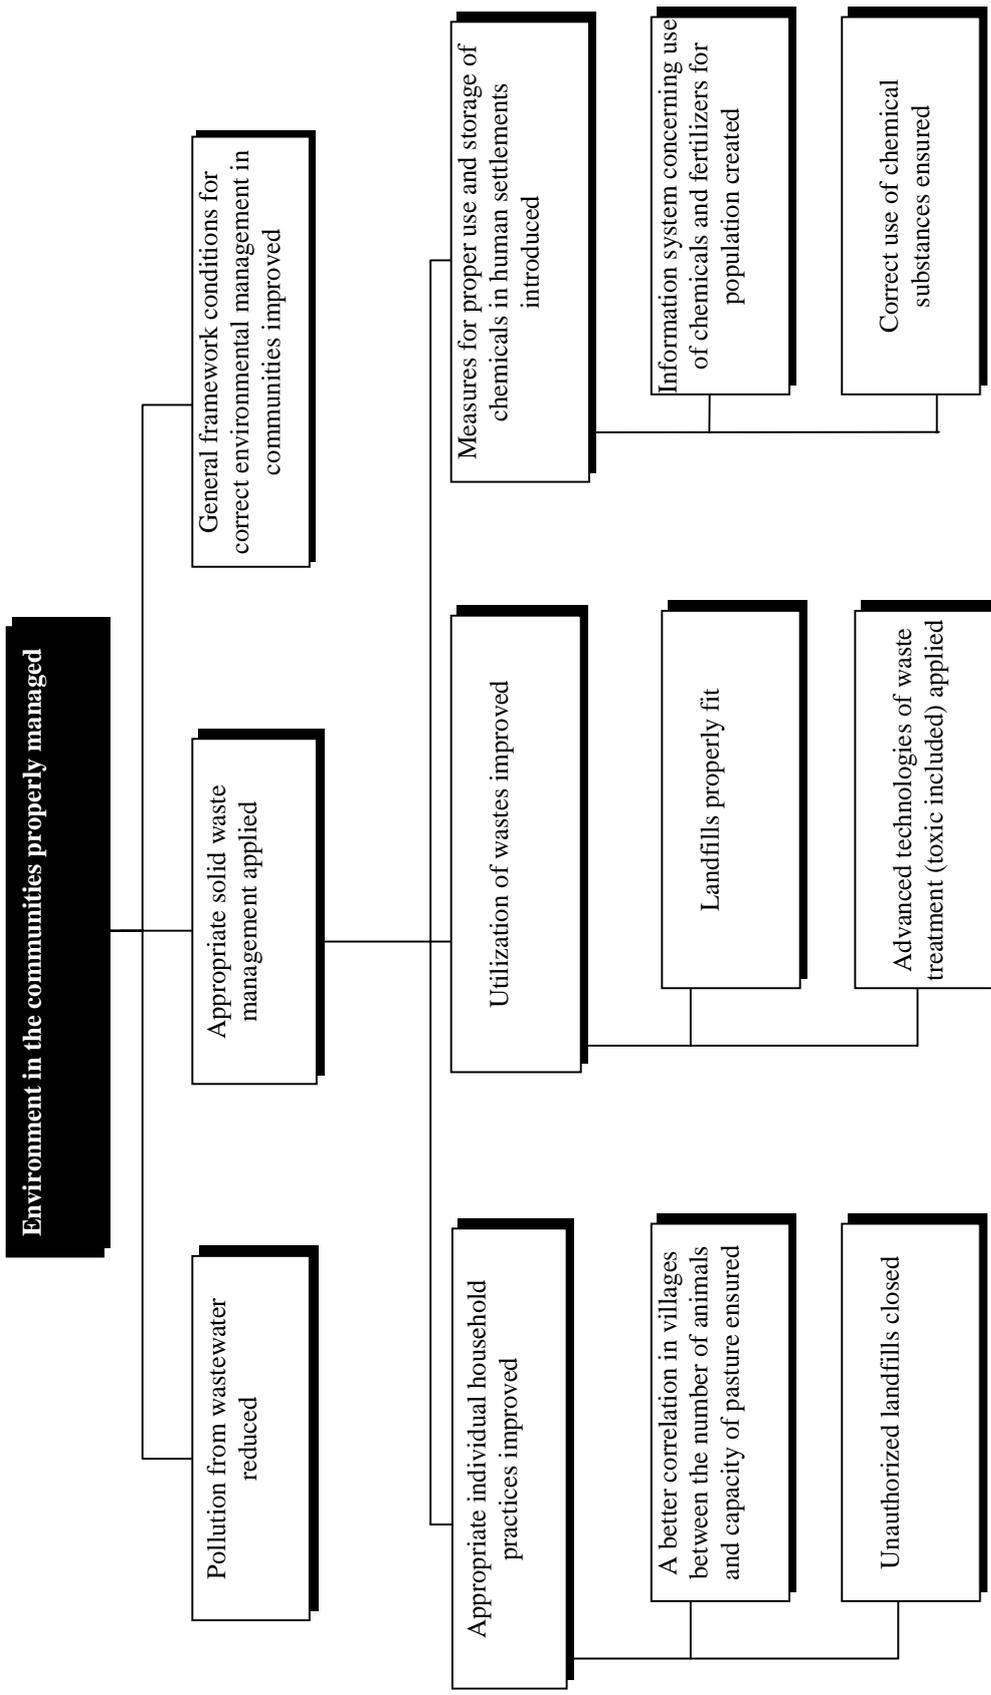 Environment in the communities properly managed
Pollution from wastewater
reduced
Appropriate solid waste
management applied
General framework conditions for
correct environmental management in
communities improved
Appropriate individual household
practices improved
Utilization of wastes improved
Measures for proper use and storage of
chemicals in human settlements
introduced
A better correlation in villages
between the number of animals
and capacity of pasture ensured
Landfills properly fit
Information system concerning use
of chemicals and fertilizers for
population created
Unauthorized landfills closed
Advanced technologies of waste
treatment (toxic included) applied
Correct use of chemical
substances ensured